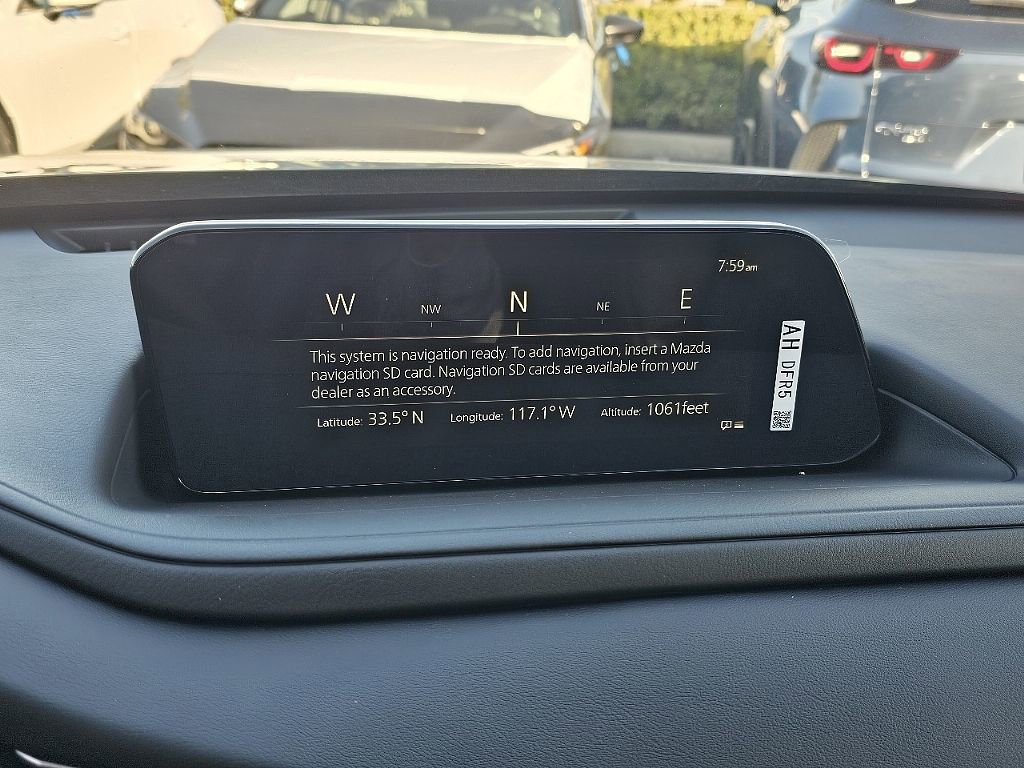 7:59am
W NW N NE E
This system is navigation ready. To add navigation, insert a Mazda
navigation SD card. Navigation SD cards are available from your
dealer as an accessory.
Latitude: 33.5° N Longitude: 117.1° W Altitude: 1061feet
AH DFR5